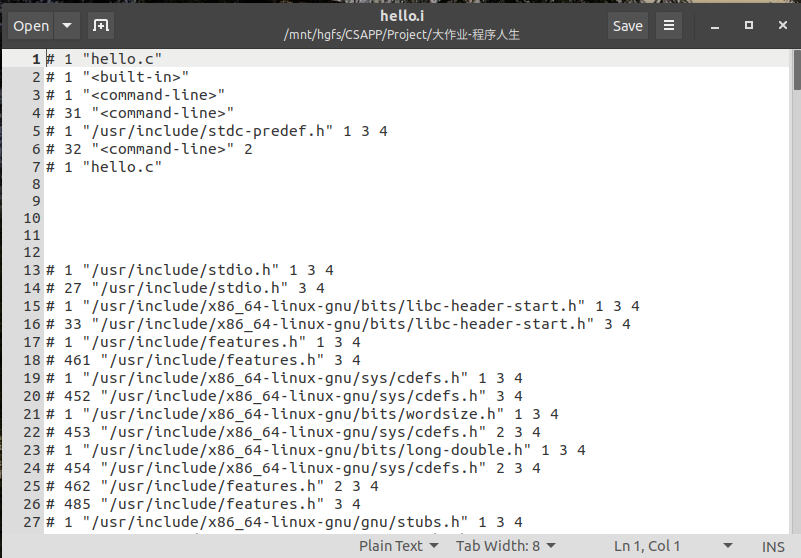 Open
hello.i
/mnt/hgfs/CSAPP/Project/大作业-程序人生
Save
1 # 1 "hello.c"
2 # 1 "<built-in>"
3 # 1 "<command-line>"
4 # 31 "<command-line>"
5 # 1 "/usr/include/stdc-predef.h" 1 3 4
6 # 32 "<command-line>" 2
7 # 1 "hello.c"
8
9
10
11
12
13 # 1 "/usr/include/stdio.h" 1 3 4
14 # 27 "/usr/include/stdio.h" 3 4
15 # 1 "/usr/include/x86_64-linux-gnu/bits/libc-header-start.h" 1 3 4
16 # 33 "/usr/include/x86_64-linux-gnu/bits/libc-header-start.h" 3 4
17 # 1 "/usr/include/features.h" 1 3 4
18 # 461 "/usr/include/features.h" 3 4
19 # 1 "/usr/include/x86_64-linux-gnu/sys/cdefs.h" 1 3 4
20 # 452 "/usr/include/x86_64-linux-gnu/sys/cdefs.h" 3 4
21 # 1 "/usr/include/x86_64-linux-gnu/bits/wordsize.h" 1 3 4
22 # 453 "/usr/include/x86_64-linux-gnu/sys/cdefs.h" 2 3 4
23 # 1 "/usr/include/x86_64-linux-gnu/bits/long-double.h" 1 3 4
24 # 454 "/usr/include/x86_64-linux-gnu/sys/cdefs.h" 2 3 4
25 # 462 "/usr/include/features.h" 2 3 4
26 # 485 "/usr/include/features.h" 3 4
27 # 1 "/usr/include/x86_64-linux-gnu/gnu/stubs.h" 1 3 4
Plain Text Tab Width: 8 Ln 1, Col 1 INS